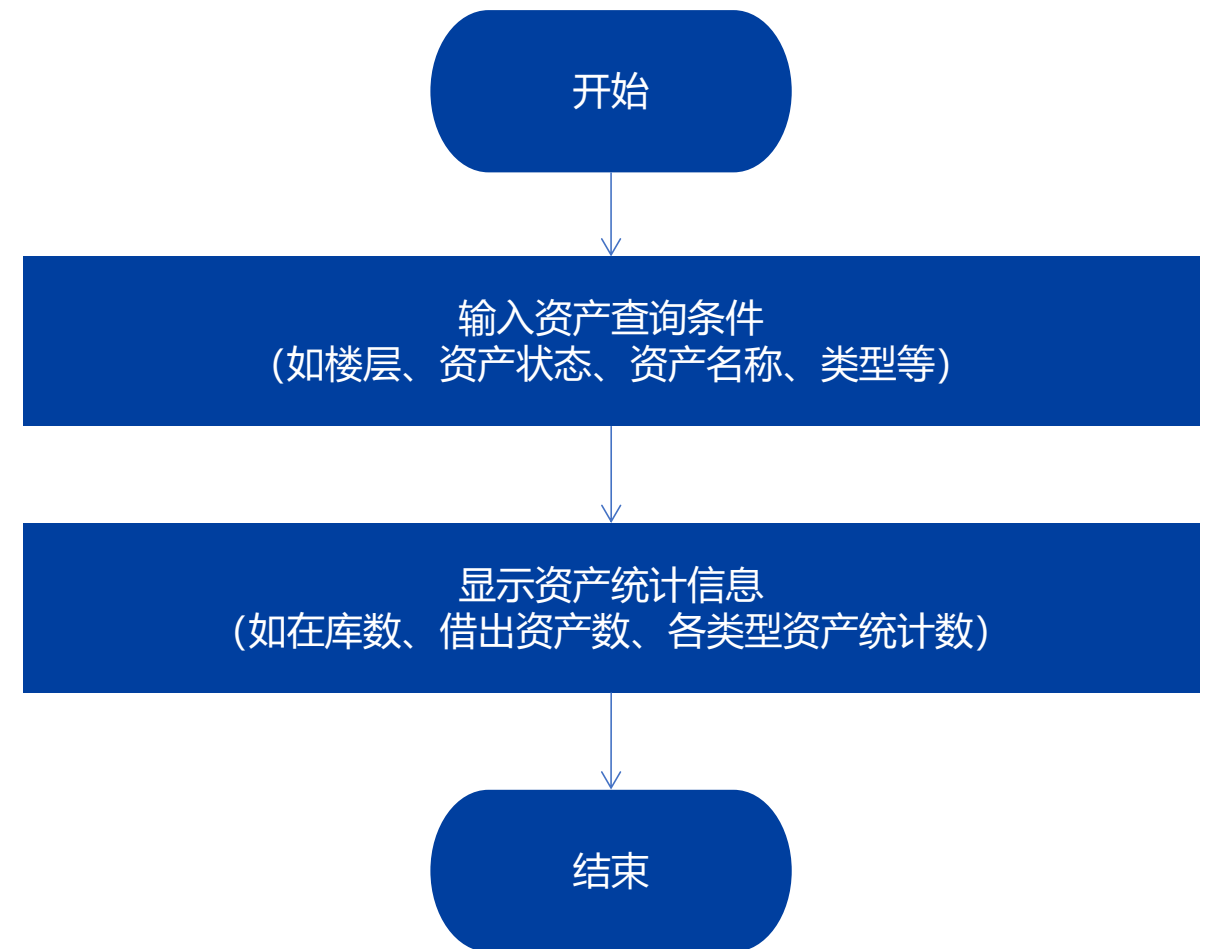 开始
输入资产查询条件
（如楼层、资产状态、资产名称、类型等）
显示资产统计信息
（如在库数、借出资产数、各类型资产统计数）
结束